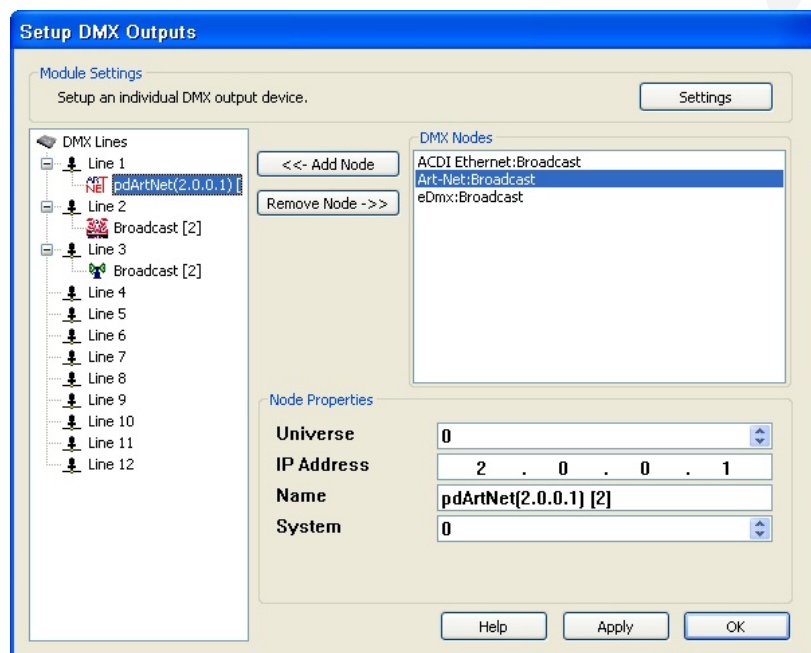 Setup DMX Outputs
Module Settings
Setup an individual DMX output device.
Settings
DMX Lines
Line 1
ART NET pdArtNet(2.0.0.1) [
Line 2
Broadcast [2]
Line 3
Broadcast [2]
Line 4
Line 5
Line 6
Line 7
Line 8
Line 9
Line 10
Line 11
Line 12
<<- Add Node
Remove Node ->>
DMX Nodes
ACDI Ethernet:Broadcast
Art-Net:Broadcast
eDmx:Broadcast
Node Properties
Universe 0
IP Address 2 . 0 . 0 . 1
Name pdArtNet(2.0.0.1) [2]
System 0
Help Apply OK